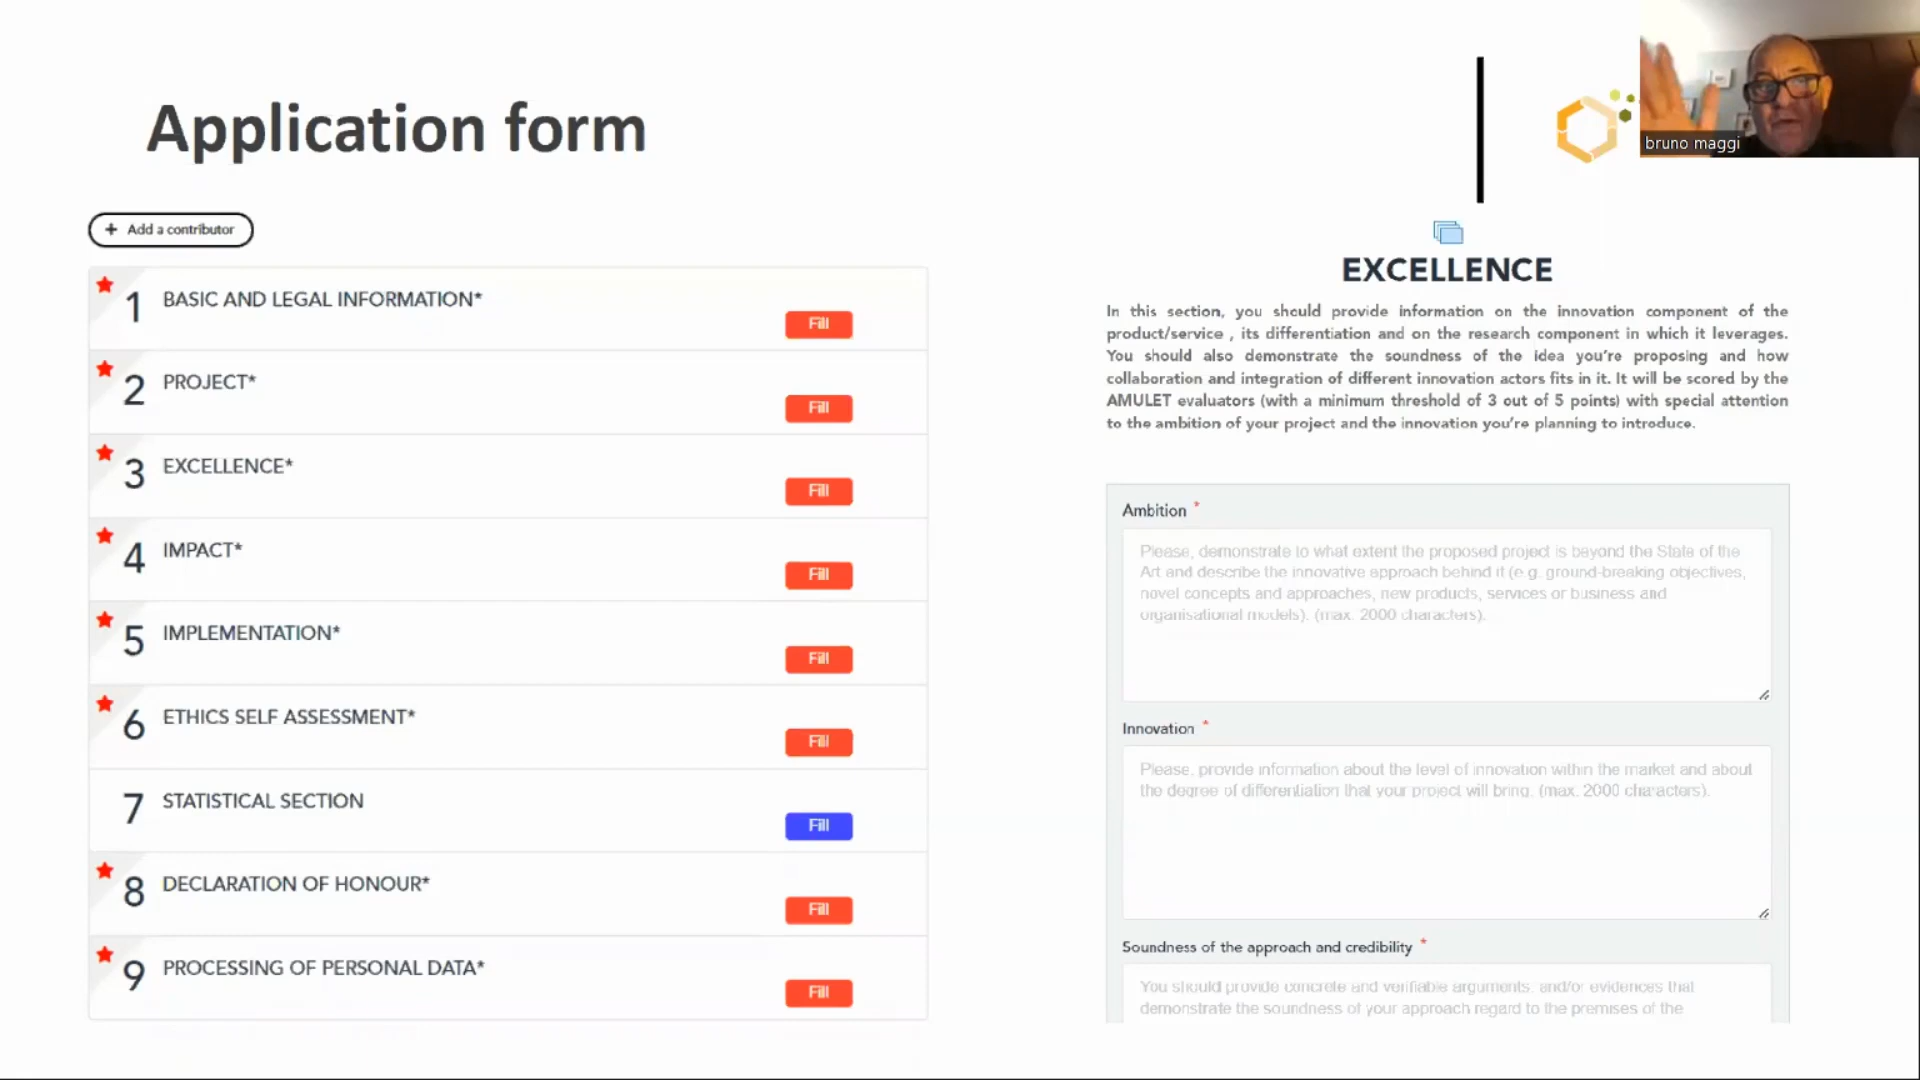 Application form
bruno maggi
+ Add a contributor
1 BASIC AND LEGAL INFORMATION*
Fill
2 PROJECT*
Fill
3 EXCELLENCE*
Fill
4 IMPACT*
Fill
5 IMPLEMENTATION*
Fill
6 ETHICS SELF ASSESSMENT*
Fill
7 STATISTICAL SECTION
Fill
8 DECLARATION OF HONOUR*
Fill
9 PROCESSING OF PERSONAL DATA*
Fill
EXCELLENCE
In this section, you should provide information on the innovation component of the
product/service , its differentiation and on the research component in which it leverages.
You should also demonstrate the soundness of the idea you're proposing and how
collaboration and integration of different innovation actors fits in it. It will be scored by the
AMULET evaluators (with a minimum threshold of 3 out of 5 points) with special attention
to the ambition of your project and the innovation you're planning to introduce.
Ambition *
Please, demonstrate to what extent the proposed project is beyond the State of the
Art and describe the innovative approach behind it (e.g. ground-breaking objectives,
novel concepts and approaches, new products, services or business and
organisational models). (max. 2000 characters).
Innovation *
Please, provide information about the level of innovation within the market and about
the degree of differentiation that your project will bring. (max. 2000 characters).
Soundness of the approach and credibility *
You should provide concrete and verifiable arguments, and/or evidences that
demonstrate the soundness of your approach regard to the premises of the